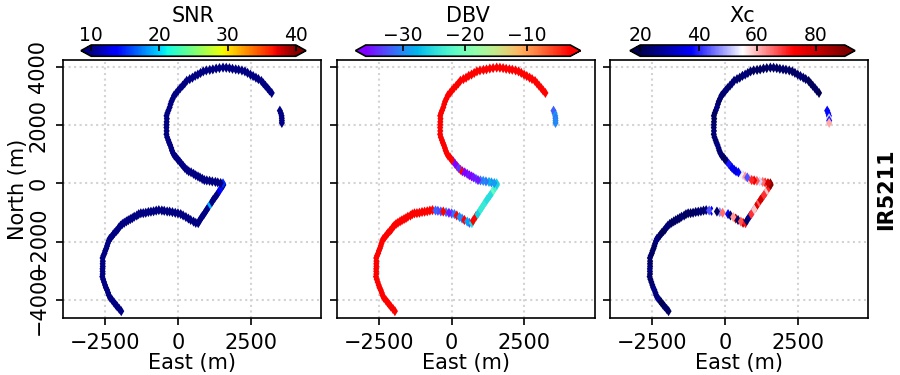 SNR DBV Xc
10 20 30 40 −30 −20 −10 20 40 60 80
4000
2000
0
−2000
−4000
North (m)
IR5211
−2500 0 2500 −2500 0 2500 −2500 0 2500
East (m) East (m) East (m)